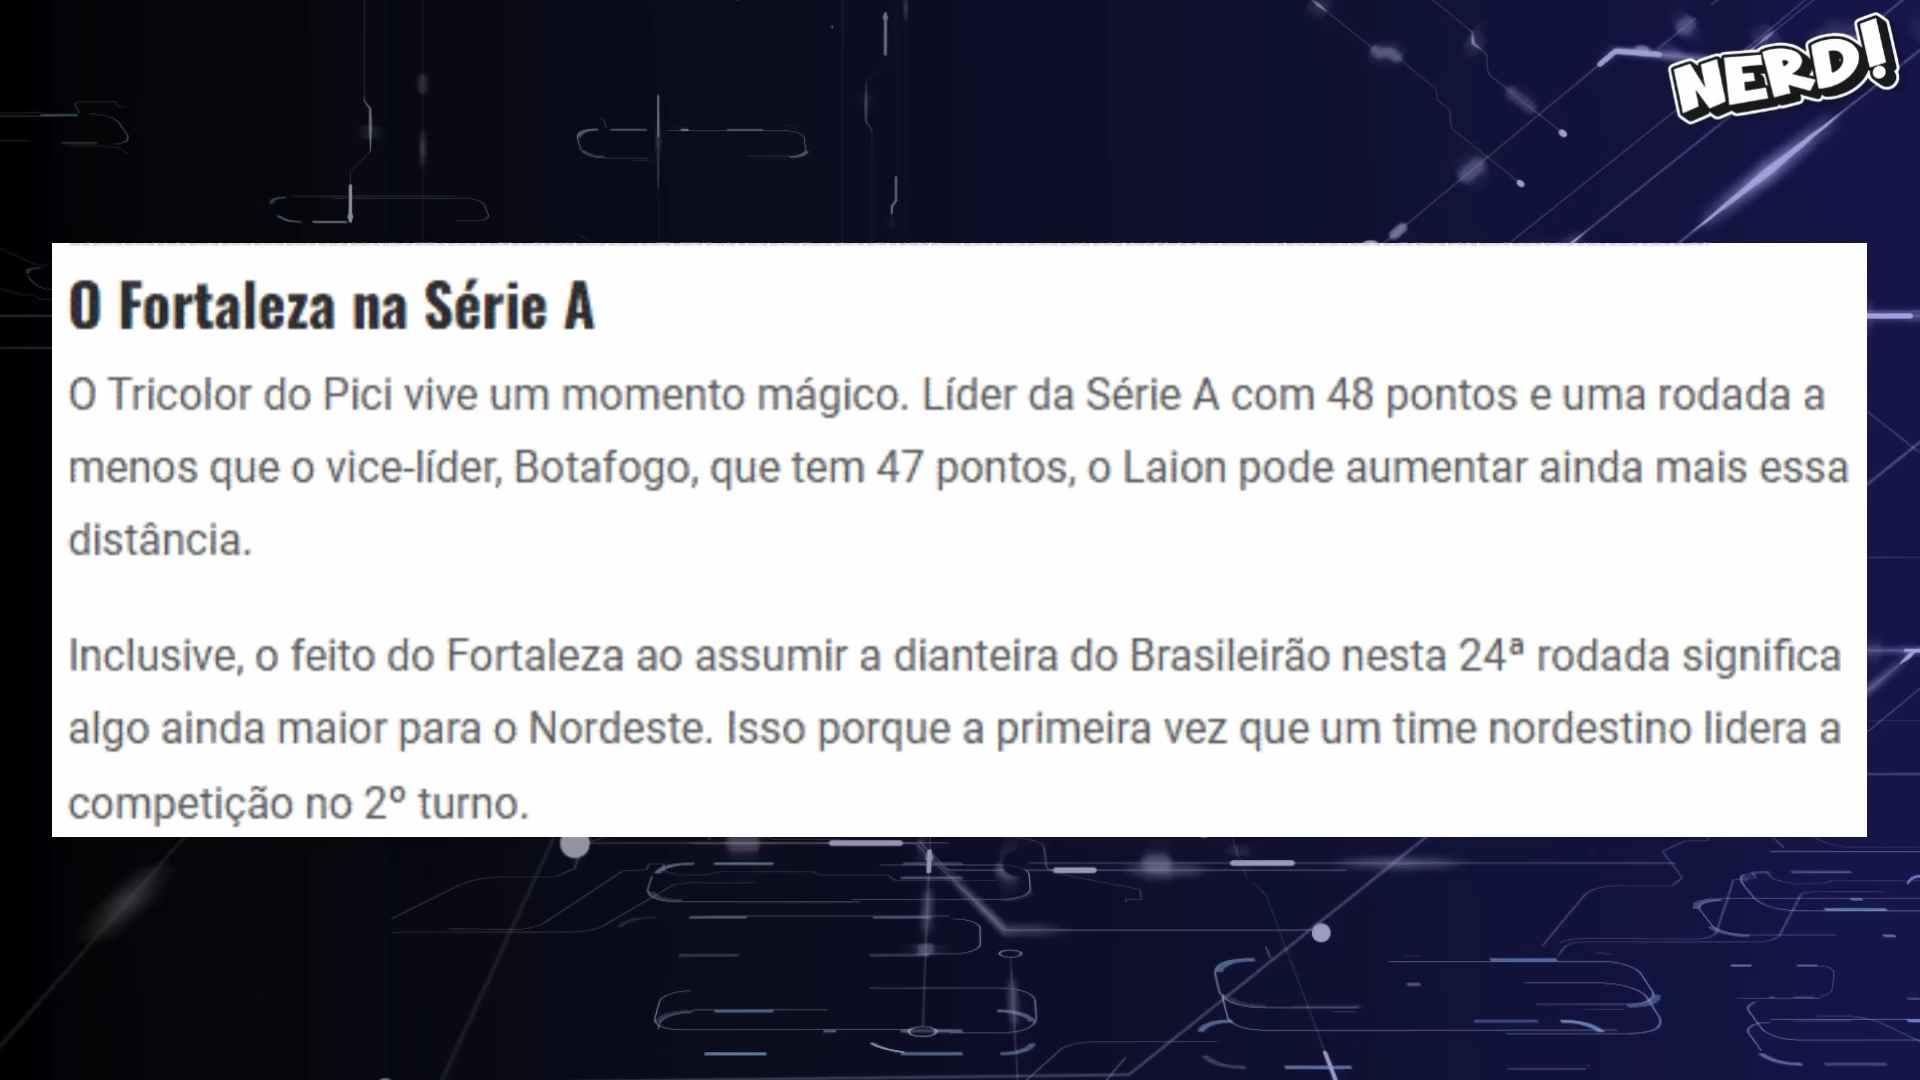 NERD!
O Fortaleza na Série A
O Tricolor do Pici vive um momento mágico. Líder da Série A com 48 pontos e uma rodada a
menos que o vice-líder, Botafogo, que tem 47 pontos, o Laion pode aumentar ainda mais essa
distância.
Inclusive, o feito do Fortaleza ao assumir a dianteira do Brasileirão nesta 24ª rodada significa
algo ainda maior para o Nordeste. Isso porque a primeira vez que um time nordestino lidera a
competição no 2º turno.